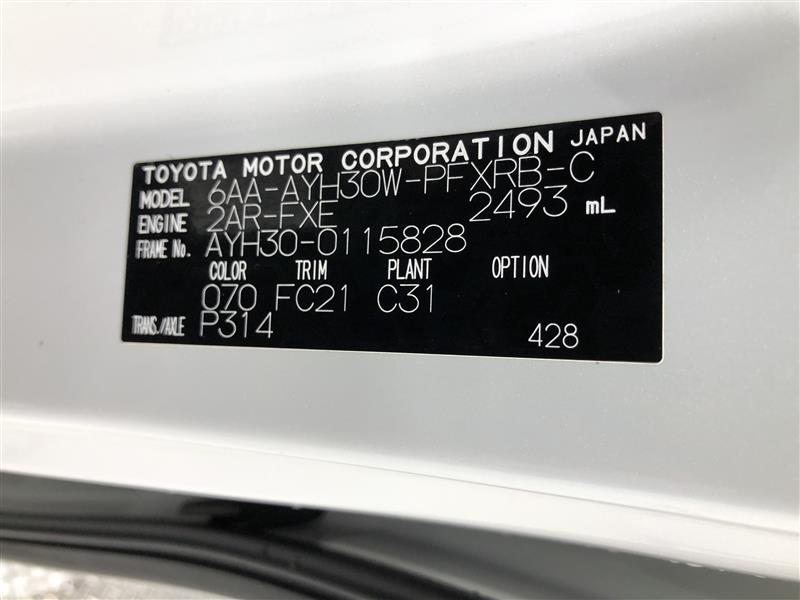 TOYOTA MOTOR CORPORATION JAPAN
MODEL 6AA-AYH30W-PFXRB-C
ENGINE 2AR-FXE 2493 mL
FRAME No. AYH30-0115828
COLOR TRIM PLANT OPTION
070 FC21 C31
TRANS./AXLE P314 428